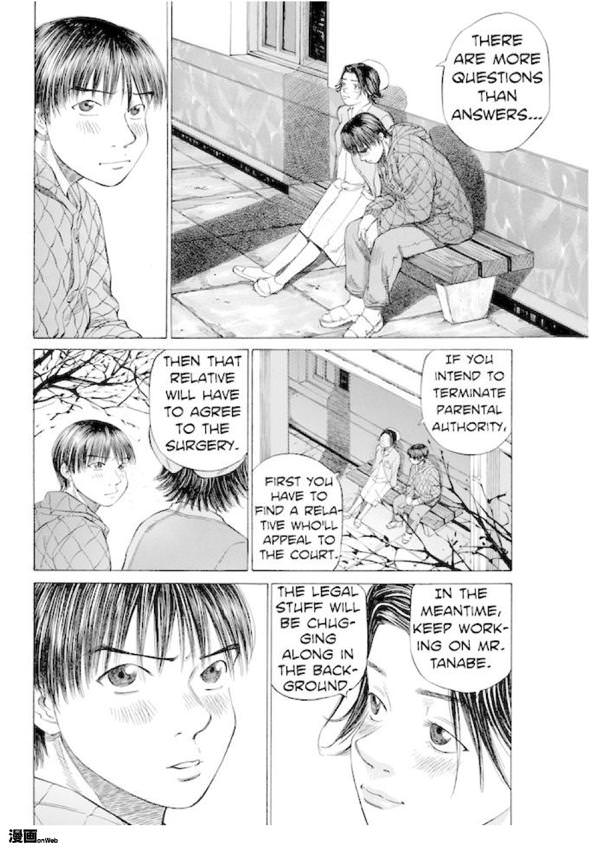 THERE
ARE MORE
QUESTIONS
THAN
ANSWERS...
IF YOU
INTEND TO
TERMINATE
PARENTAL
AUTHORITY,
FIRST YOU
HAVE TO
FIND A RELA-
TIVE WHO'LL
APPEAL TO
THE COURT.
THEN THAT
RELATIVE
WILL HAVE
TO AGREE
TO THE
SURGERY.
IN THE
MEANTIME,
KEEP WORK-
ING ON MR.
TANABE.
THE LEGAL
STUFF WILL
BE CHUG-
GING
ALONG IN
THE BACK-
GROUND.
漫画onWeb